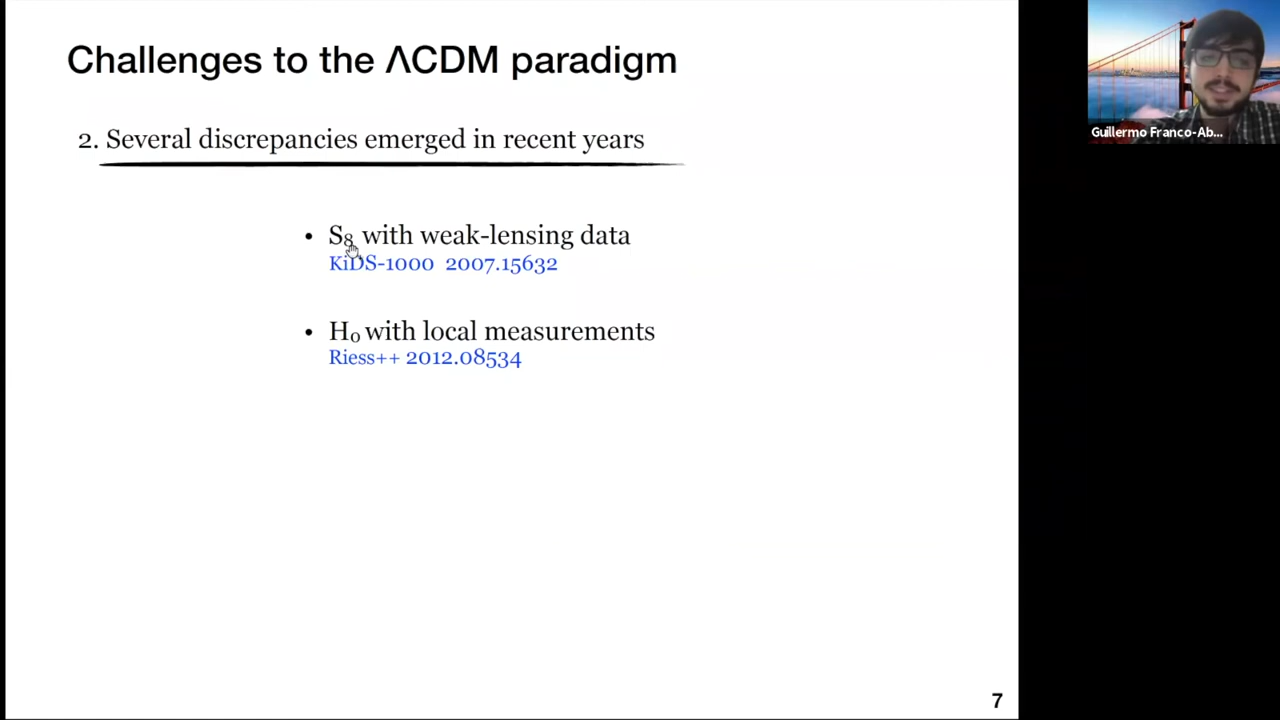 Challenges to the ΛCDM paradigm
2. Several discrepancies emerged in recent years
• S₈ with weak-lensing data
KiDS-1000 2007.15632
• H₀ with local measurements
Riess++ 2012.08534
7
Guillermo Franco-Ab...